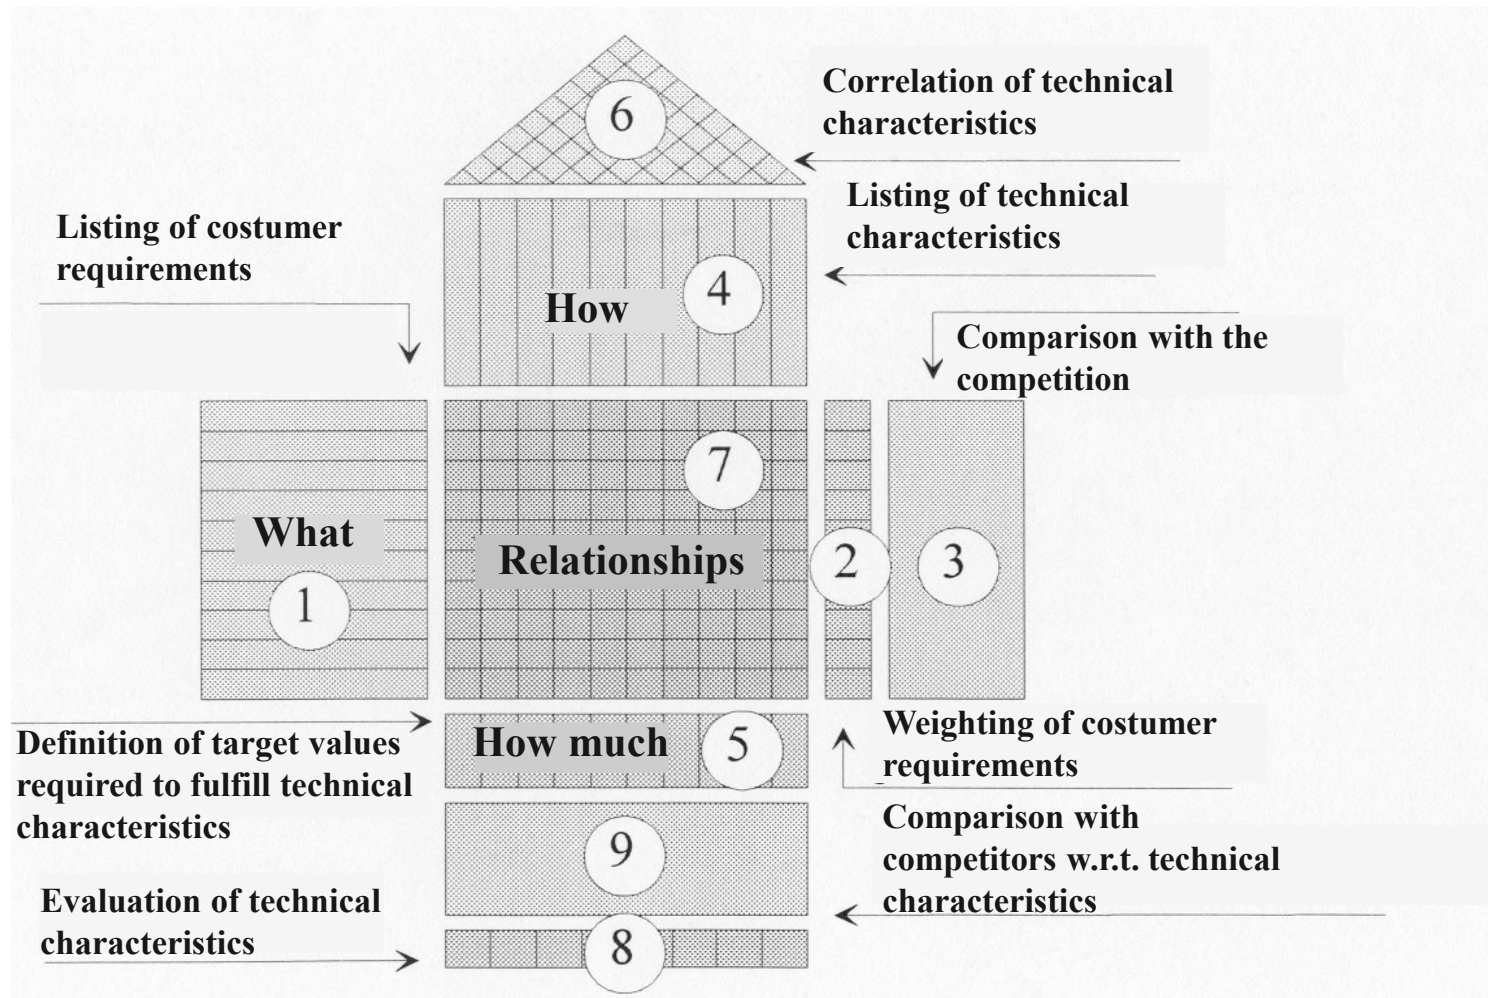 6
Correlation of technical
characteristics
Listing of technical
characteristics
Listing of costumer
requirements
How
4
Comparison with the
competition
What
1
7
Relationships
2
3
Definition of target values
required to fulfill technical
characteristics
How much
5
Weighting of costumer
requirements
9
Comparison with
competitors w.r.t. technical
characteristics
Evaluation of technical
characteristics
8